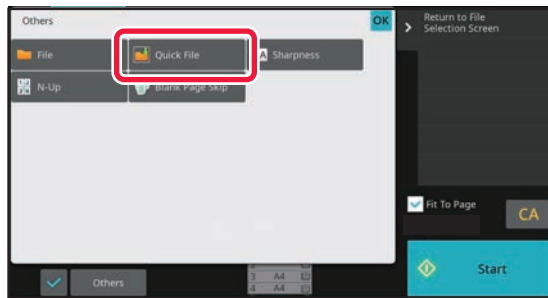 Others
OK
Return to File
Selection Screen
File
Quick File
A Sharpness
N-Up
Blank Page Skip
Fit To Page
CA
Others
3 A4
4 A4
Start